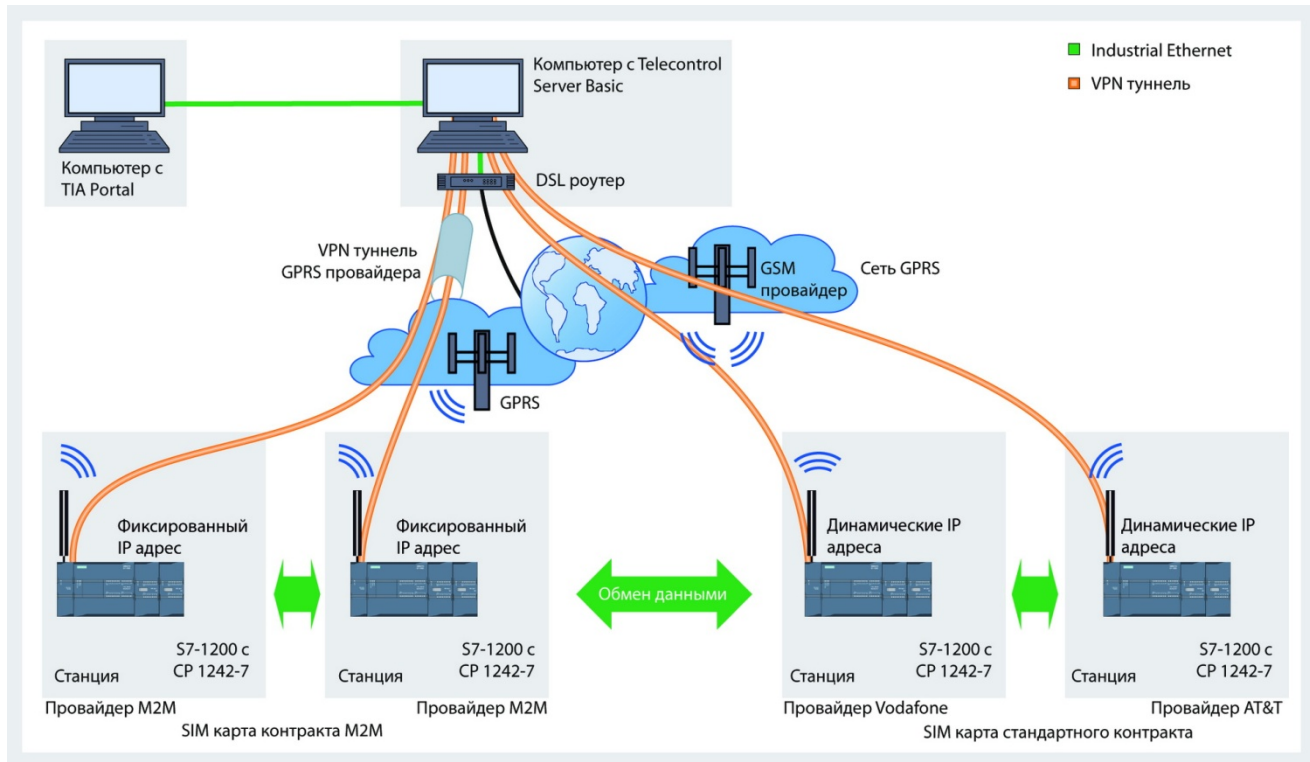 Компьютер с Telecontrol
Server Basic
Industrial Ethernet
VPN туннель
Компьютер с
TIA Portal
DSL роутер
VPN туннель
GPRS провайдера
GSM
провайдер
Сеть GPRS
GPRS
Фиксированный
IP адрес
Фиксированный
IP адрес
Динамические IP
адреса
Динамические IP
адреса
Обмен данными
S7-1200 с
CP 1242-7
Станция
S7-1200 с
CP 1242-7
Станция
S7-1200 с
CP 1242-7
Станция
S7-1200 с
CP 1242-7
Станция
Провайдер M2M
Провайдер M2M
Провайдер Vodafone
Провайдер AT&T
SIM карта контракта M2M
SIM карта стандартного контракта